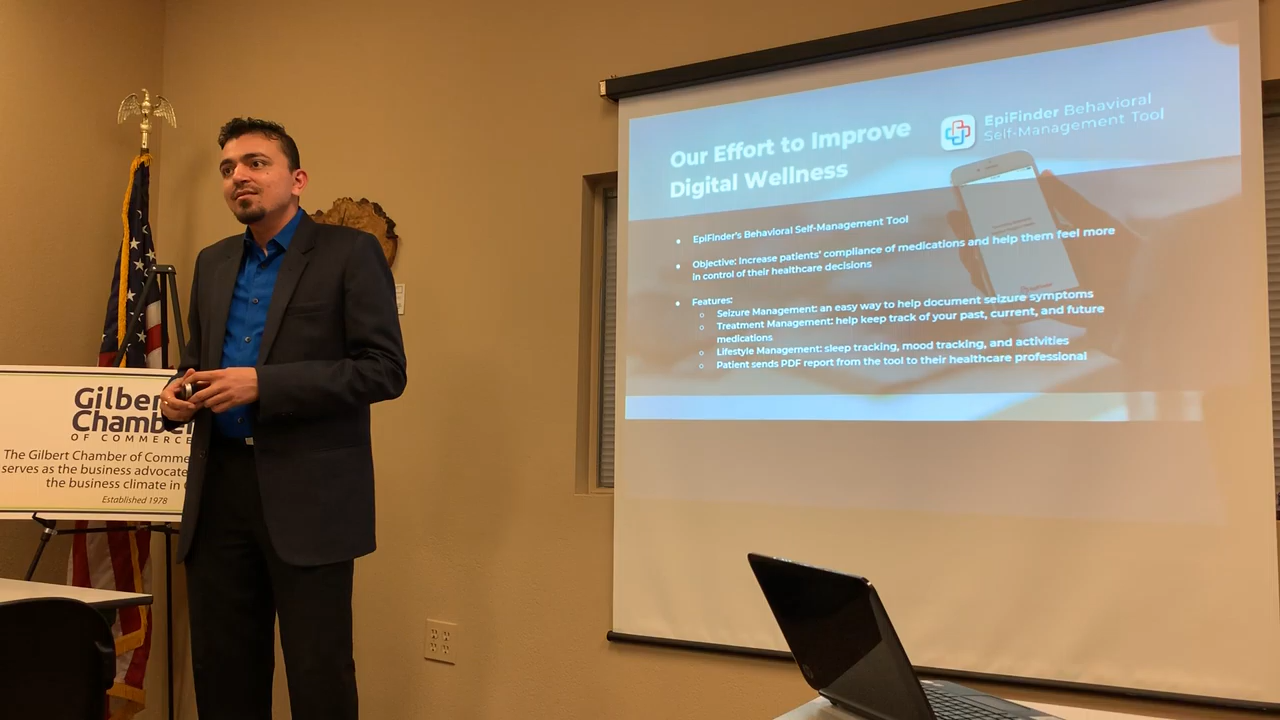 Gilber
Chamber
OF COMMERCE
The Gilbert Chamber of Comme
serves as the business advocate
the business climate in
Established 1978
Our Effort to Improve
Digital Wellness
EpiFinder Behavioral
Self-Management Tool
• EpiFinder's Behavioral Self-Management Tool
• Objective: Increase patients' compliance of medications and help them feel more
in control of their healthcare decisions
• Features:
○ Seizure Management: an easy way to help document seizure symptoms
○ Treatment Management: help keep track of your past, current, and future
medications
○ Lifestyle Management: sleep tracking, mood tracking, and activities
○ Patient sends PDF report from the tool to their healthcare professional